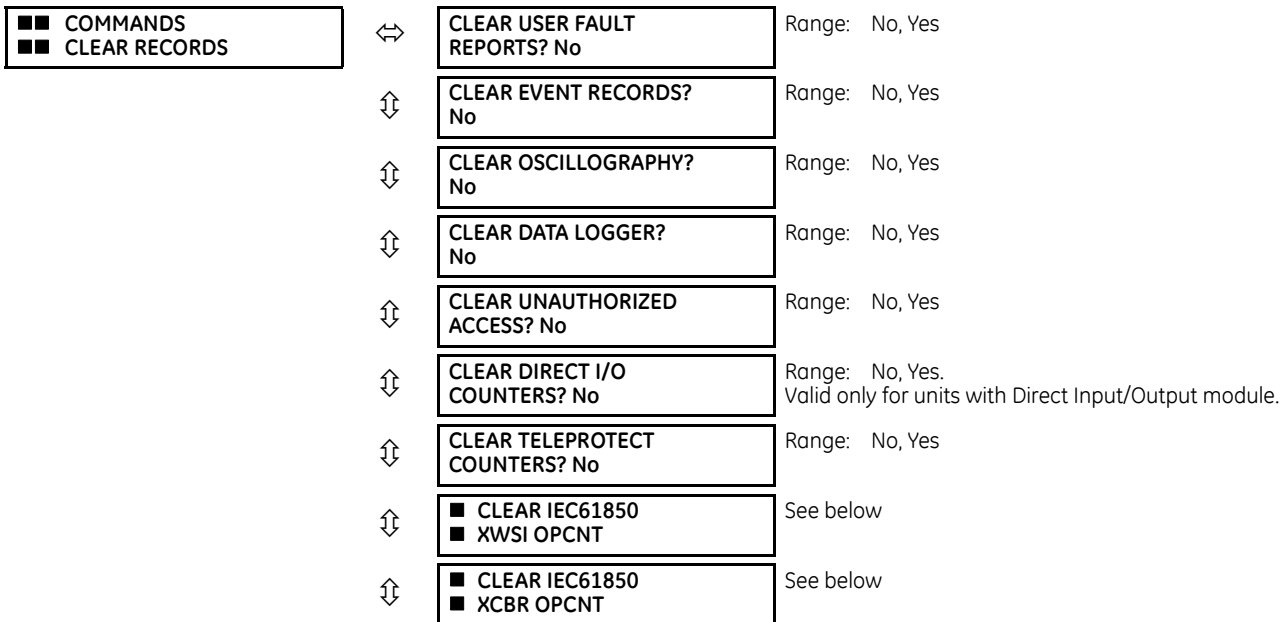 ■■ COMMANDS
■■ CLEAR RECORDS
CLEAR USER FAULT
REPORTS? No
Range: No, Yes
CLEAR EVENT RECORDS?
No
Range: No, Yes
CLEAR OSCILLOGRAPHY?
No
Range: No, Yes
CLEAR DATA LOGGER?
No
Range: No, Yes
CLEAR UNAUTHORIZED
ACCESS? No
Range: No, Yes
CLEAR DIRECT I/O
COUNTERS? No
Range: No, Yes.
Valid only for units with Direct Input/Output module.
CLEAR TELEPROTECT
COUNTERS? No
Range: No, Yes
■ CLEAR IEC61850
■ XWSI OPCNT
See below
■ CLEAR IEC61850
■ XCBR OPCNT
See below